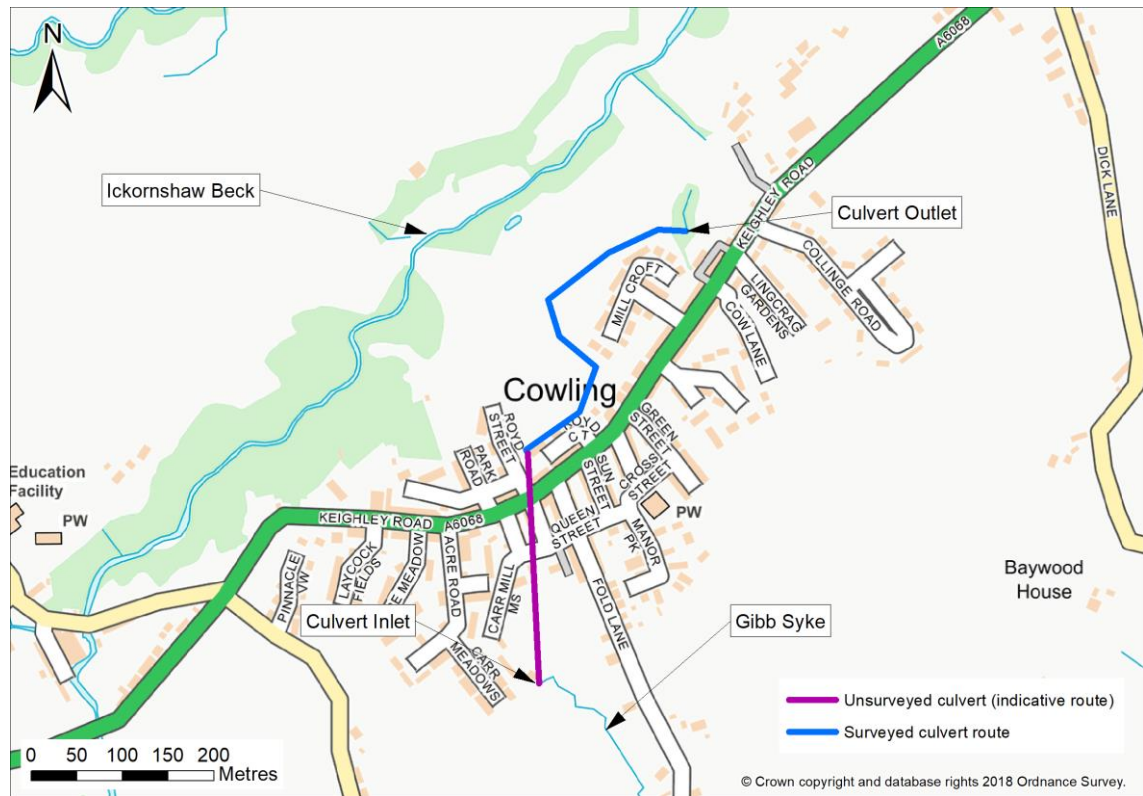 N
A6068
Ickornshaw Beck
KEIGHLEY ROAD
DICK LANE
Culvert Outlet
COLLINGE ROAD
MILL CROFT
LINGCRAG
GARDENS
COW LANE
Cowling
ROYD
STREET
ROYD
CT
GREEN
STREET
PARK
ROAD
SUN
STREET
CROSS
STREET
Education
Facility
PW
PW
KEIGHLEY ROAD
A6068
QUEEN
STREET
MANOR
PK
ACRE ROAD
LAYCOCK
FIELDS
MEADOW
PINNACLE
VW
CARR MILL
MS
FOLD LANE
Baywood
House
Culvert Inlet
Gibb Syke
CARR
MEADOWS
Unsurveyed culvert (indicative route)
Surveyed culvert route
0 50 100 150 200
Metres
© Crown copyright and database rights 2018 Ordnance Survey.